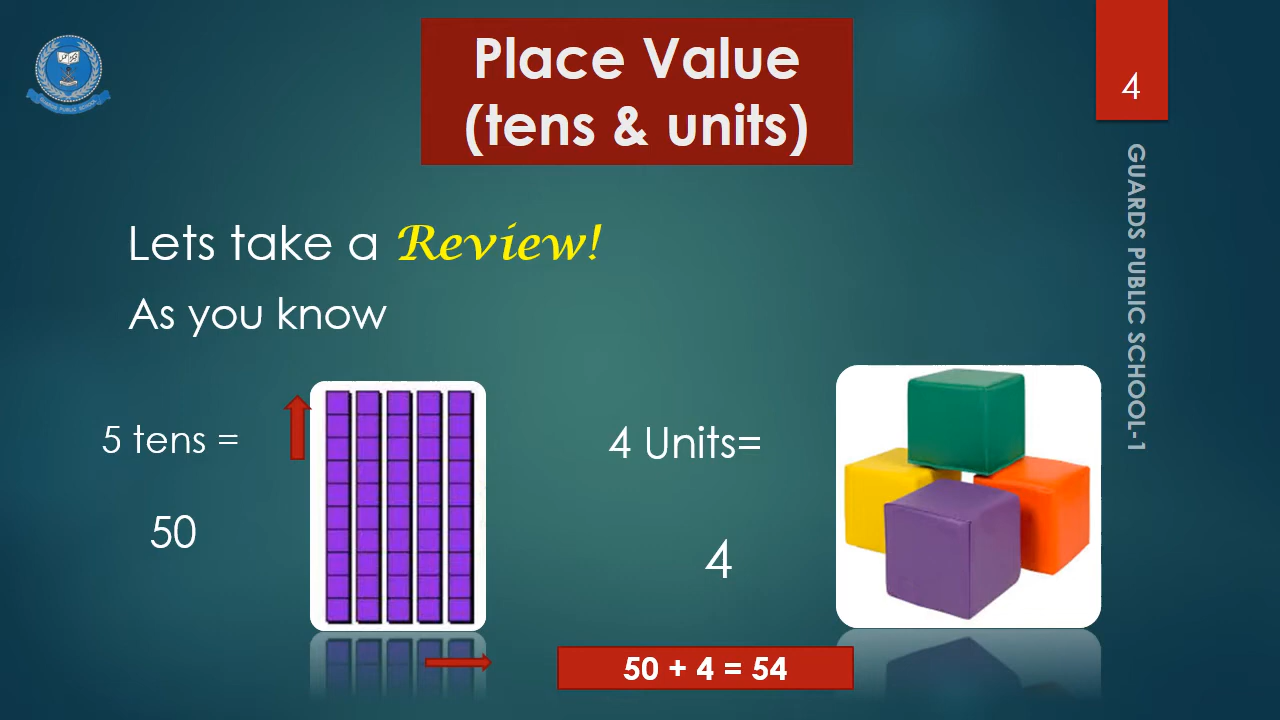 Place Value
(tens & units)
4
GUARDS PUBLIC SCHOOL-1
Lets take a Review!
As you know
5 tens =
50
4 Units=
4
50 + 4 = 54